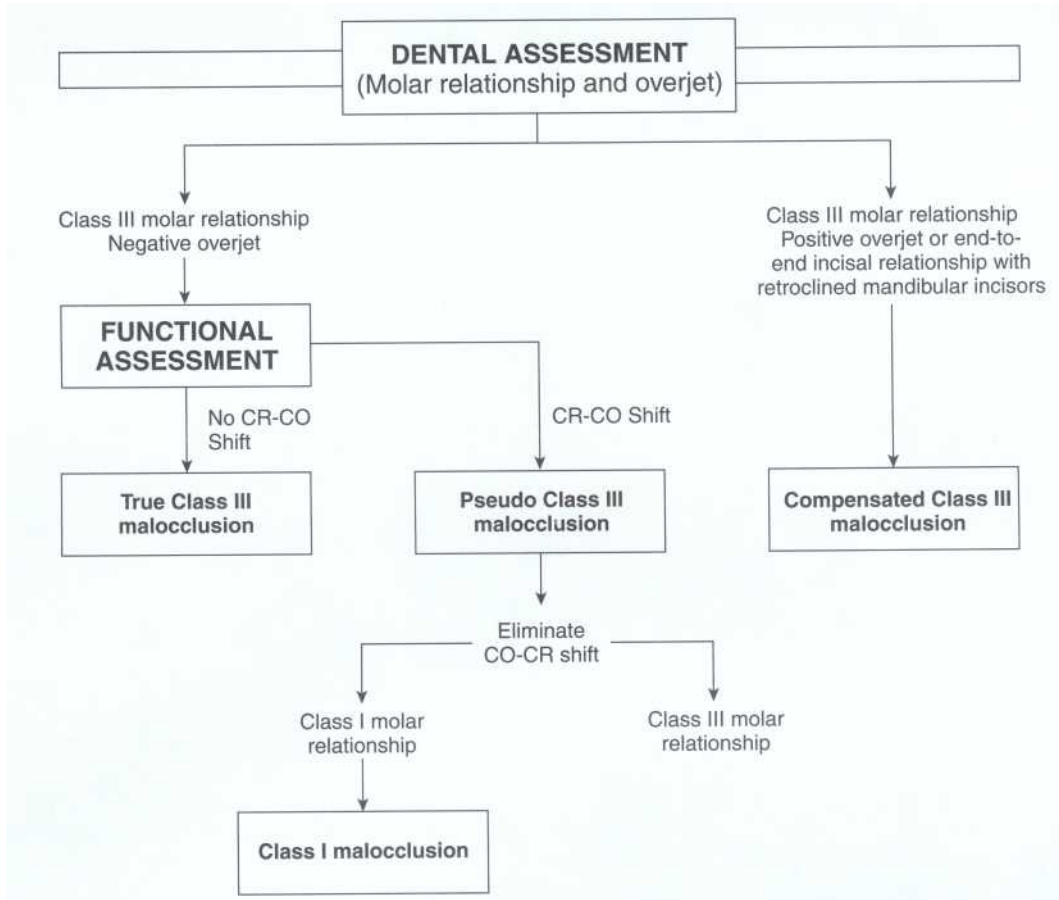 DENTAL ASSESSMENT
(Molar relationship and overjet)
Class III molar relationship
Negative overjet
Class III molar relationship
Positive overjet or end-to-
end incisal relationship with
retroclined mandibular incisors
FUNCTIONAL
ASSESSMENT
No CR-CO
Shift
CR-CO Shift
True Class III
malocclusion
Pseudo Class III
malocclusion
Compensated Class III
malocclusion
Eliminate
CO-CR shift
Class I molar
relationship
Class III molar
relationship
Class I malocclusion